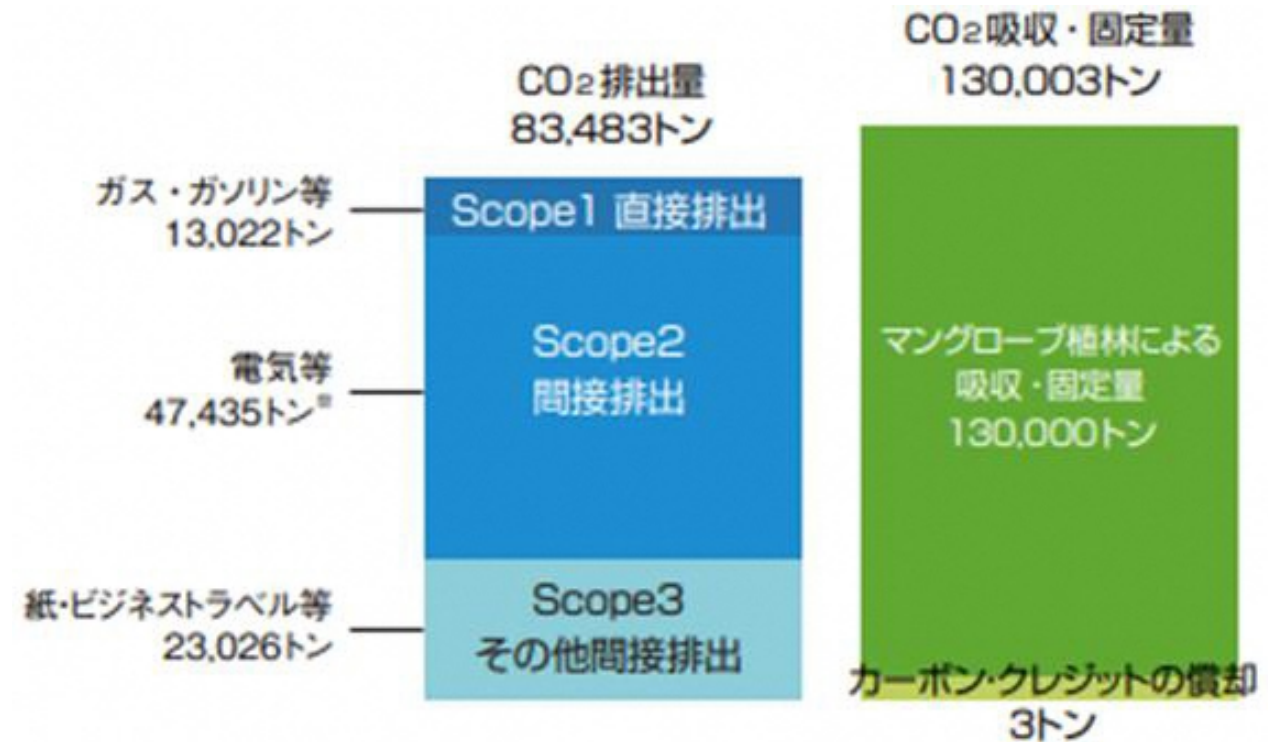 CO2排出量
83,483トン
ガス・ガソリン等
13,022トン
電気等
47,435トン※
紙・ビジネストラベル等
23,026トン
Scope1 直接排出
Scope2
間接排出
Scope3
その他間接排出
CO2吸収・固定量
130,003トン
マングローブ植林による
吸収・固定量
130,000トン
カーボン・クレジットの償却
3トン